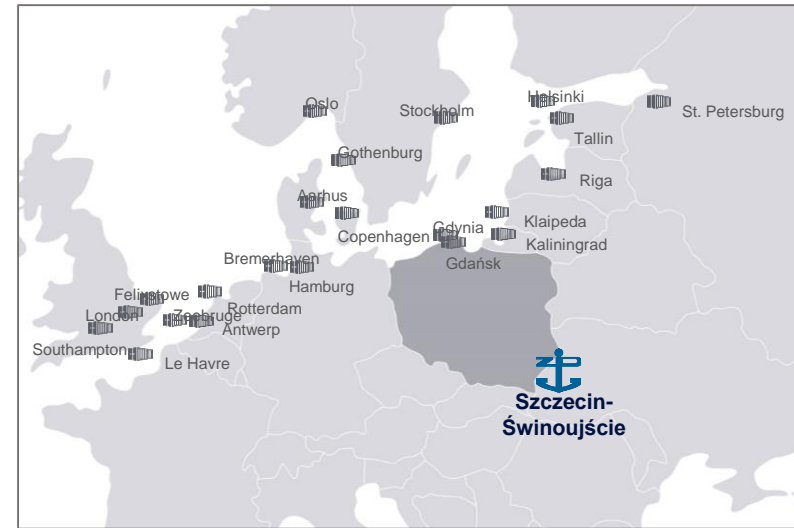 Oslo
Stockholm
Helsinki
St. Petersburg
Tallin
Gothenburg
Riga
Aarhus
Klaipeda
Copenhagen
Gdynia
Kaliningrad
Gdańsk
Bremerhaven
Hamburg
Felixstowe
Rotterdam
London
Zeebruge
Antwerp
Southampton
Le Havre
Szczecin-
Świnoujście